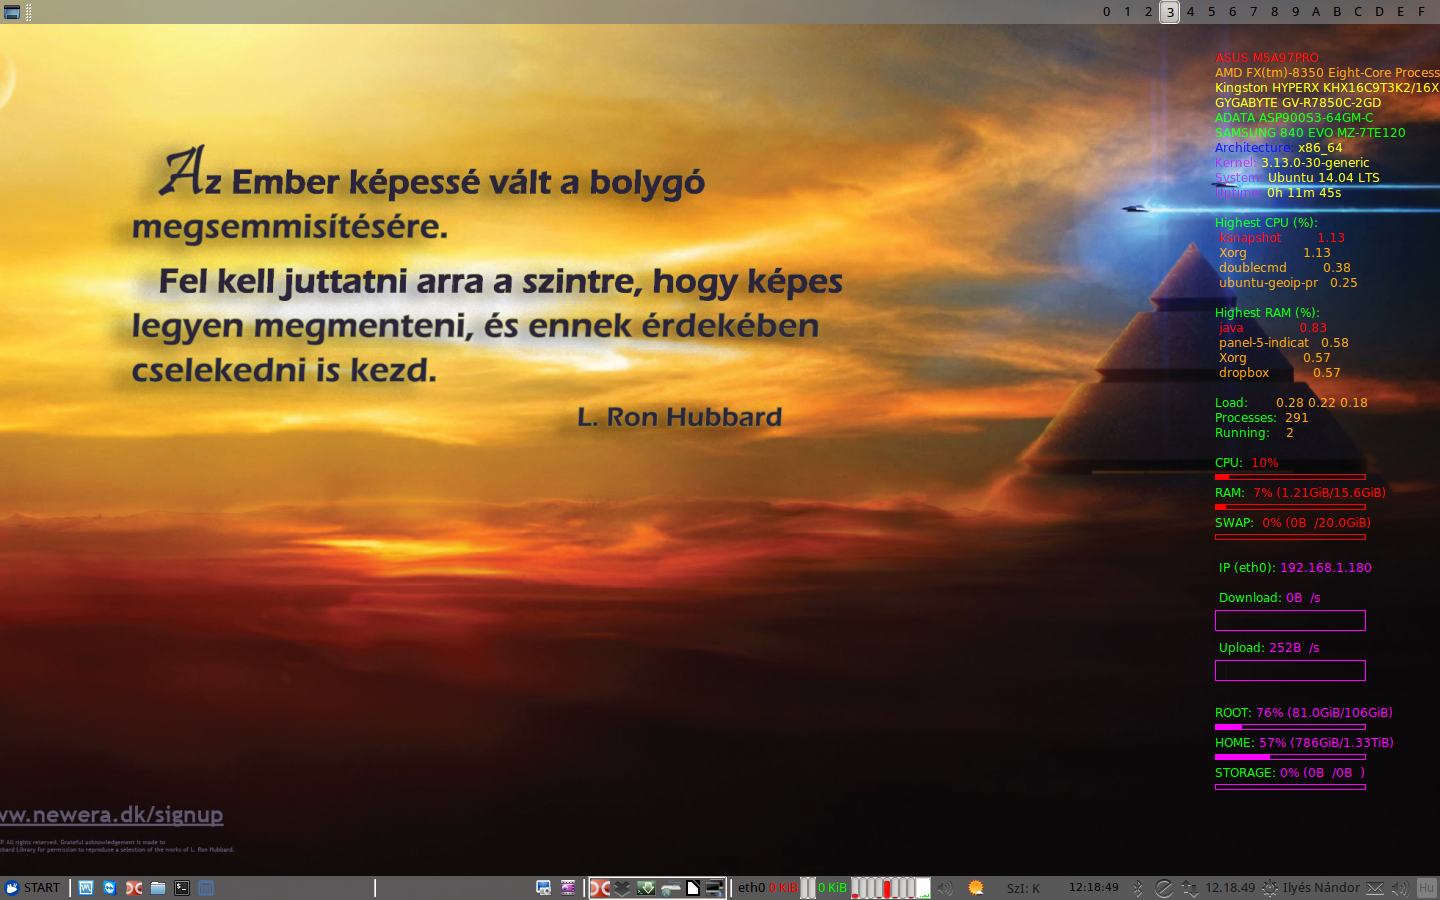 0 1 2 3 4 5 6 7 8 9 A B C D E F
ASUS M5A97PRO
AMD FX(tm)-8350 Eight-Core Process
Kingston HYPERX KHX16C9T3K2/16X
GYGABYTE GV-R7850C-2GD
ADATA ASP900S3-64GM-C
SAMSUNG 840 EVO MZ-7TE120
Architecture: x86_64
Kernel: 3.13.0-30-generic
System: Ubuntu 14.04 LTS
Uptime: 0h 11m 45s
Highest CPU (%):
ksnapshot 1.13
Xorg 1.13
doublecmd 0.38
ubuntu-geoip-pr 0.25
Highest RAM (%):
java 0.83
panel-5-indicat 0.58
Xorg 0.57
dropbox 0.57
Load: 0.28 0.22 0.18
Processes: 291
Running: 2
CPU: 10%
RAM: 7% (1.21GiB/15.6GiB)
SWAP: 0% (0B /20.0GiB)
IP (eth0): 192.168.1.180
Download: 0B /s
Upload: 252B /s
ROOT: 76% (81.0GiB/106GiB)
HOME: 57% (786GiB/1.33TiB)
STORAGE: 0% (0B /0B )
Az Ember képessé vált a bolygó
megsemmisítésére.
Fel kell juttatni arra a szintre, hogy képes
legyen megmenteni, és ennek érdekében
cselekedni is kezd.
L. Ron Hubbard
ww.newera.dk/signup
All rights reserved. Grateful acknowledgement is made to
bbard Library for permission to reproduse a selection of the works of L. Ron Hubbard.
START
eth0 0 KiB 0 KiB
SzI: K
12:18:49
12.18.49
Ilyés Nándor
Hu